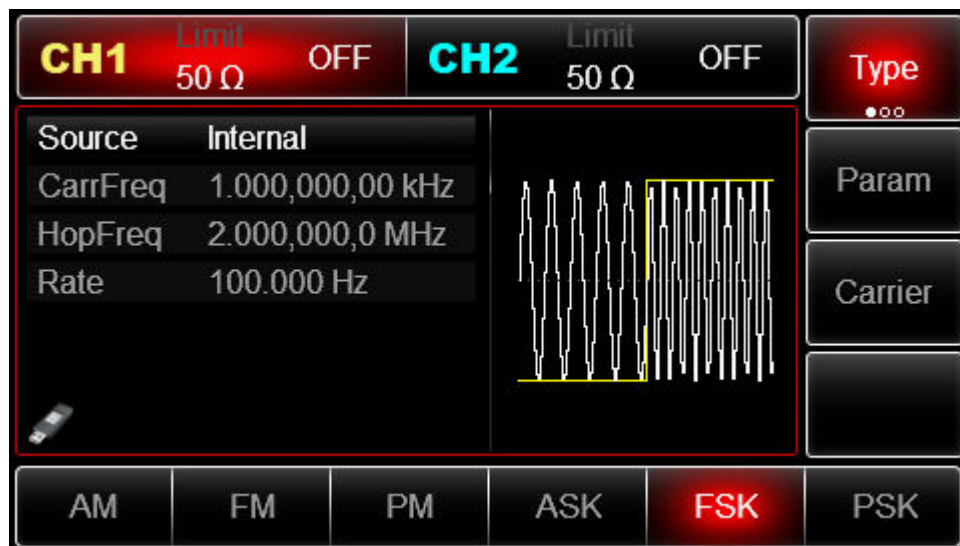 CH1 Limit 50 Ω OFF
CH2 Limit 50 Ω OFF
Type
Source Internal
CarrFreq 1.000,000,00 kHz
HopFreq 2.000,000,0 MHz
Rate 100.000 Hz
Param
Carrier
AM FM PM ASK FSK PSK